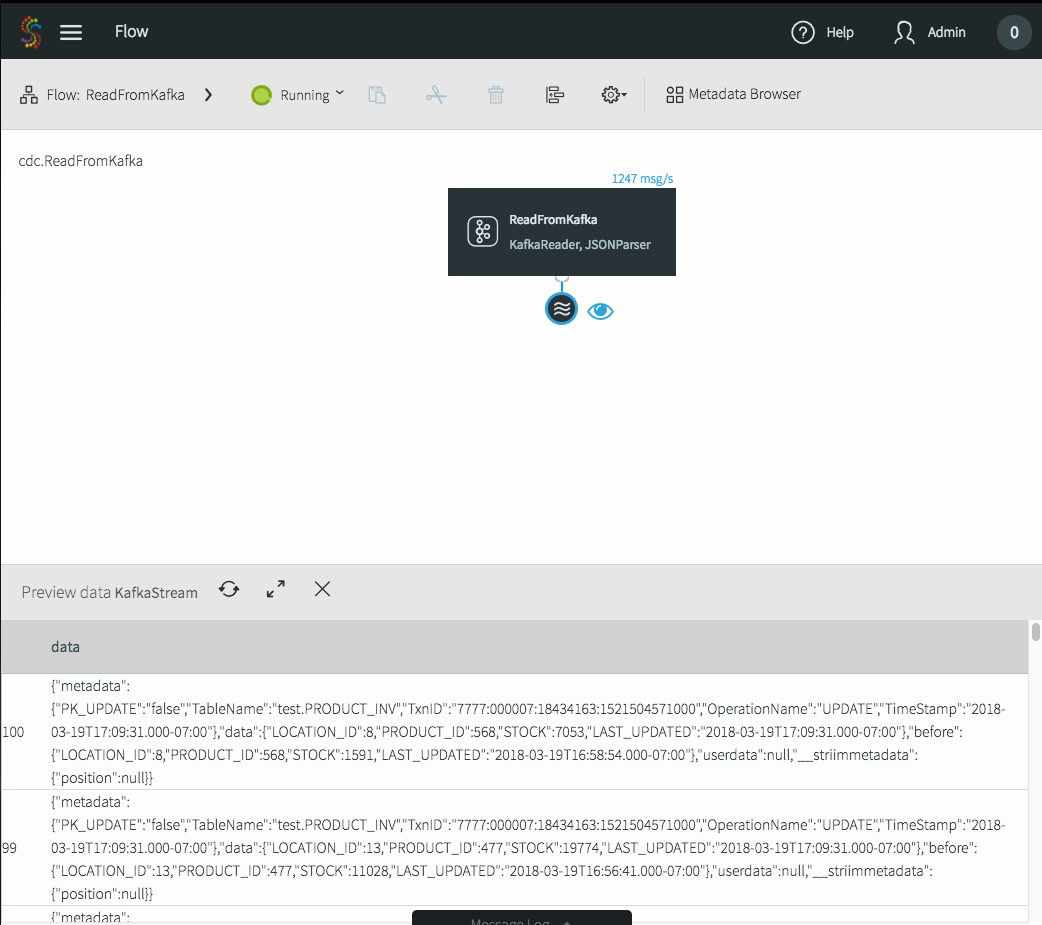 Flow
Help
Admin
0
Flow: ReadFromKafka
Running
Metadata Browser
cdc.ReadFromKafka
1247 msg/s
ReadFromKafka
KafkaReader, JSONParser
Preview data KafkaStream
data
{"metadata":
{"PK_UPDATE":"false","TableName":"test.PRODUCT_INV","TxnID":"7777:000007:18434163:1521504571000","OperationName":"UPDATE","TimeStamp":"2018-
100 03-19T17:09:31.000-07:00"},"data":{"LOCATION_ID":8,"PRODUCT_ID":568,"STOCK":7053,"LAST_UPDATED":"2018-03-19T17:09:31.000-07:00"},"before":
{"LOCATION_ID":8,"PRODUCT_ID":568,"STOCK":1591,"LAST_UPDATED":"2018-03-19T16:58:54.000-07:00"},"userdata":null,"__striimmetadata":
{"position":null}}
{"metadata":
{"PK_UPDATE":"false","TableName":"test.PRODUCT_INV","TxnID":"7777:000007:18434163:1521504571000","OperationName":"UPDATE","TimeStamp":"2018-
99 03-19T17:09:31.000-07:00"},"data":{"LOCATION_ID":13,"PRODUCT_ID":477,"STOCK":19774,"LAST_UPDATED":"2018-03-19T17:09:31.000-07:00"},"before":
{"LOCATION_ID":13,"PRODUCT_ID":477,"STOCK":11028,"LAST_UPDATED":"2018-03-19T16:56:41.000-07:00"},"userdata":null,"__striimmetadata":
{"position":null}}
{"metadata":
Message Log